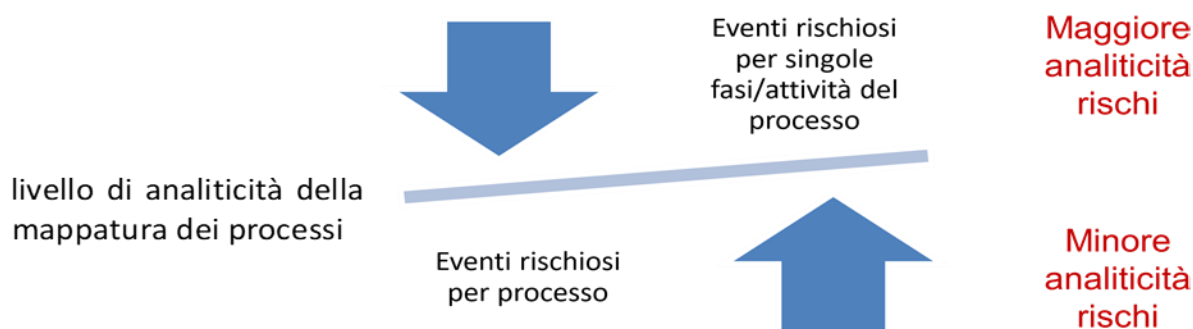 Eventi rischiosi
per singole
fasi/attività del
processo
Maggiore
analiticità
rischi
livello di analiticità della
mappatura dei processi
Eventi rischiosi
per processo
Minore
analiticità
rischi